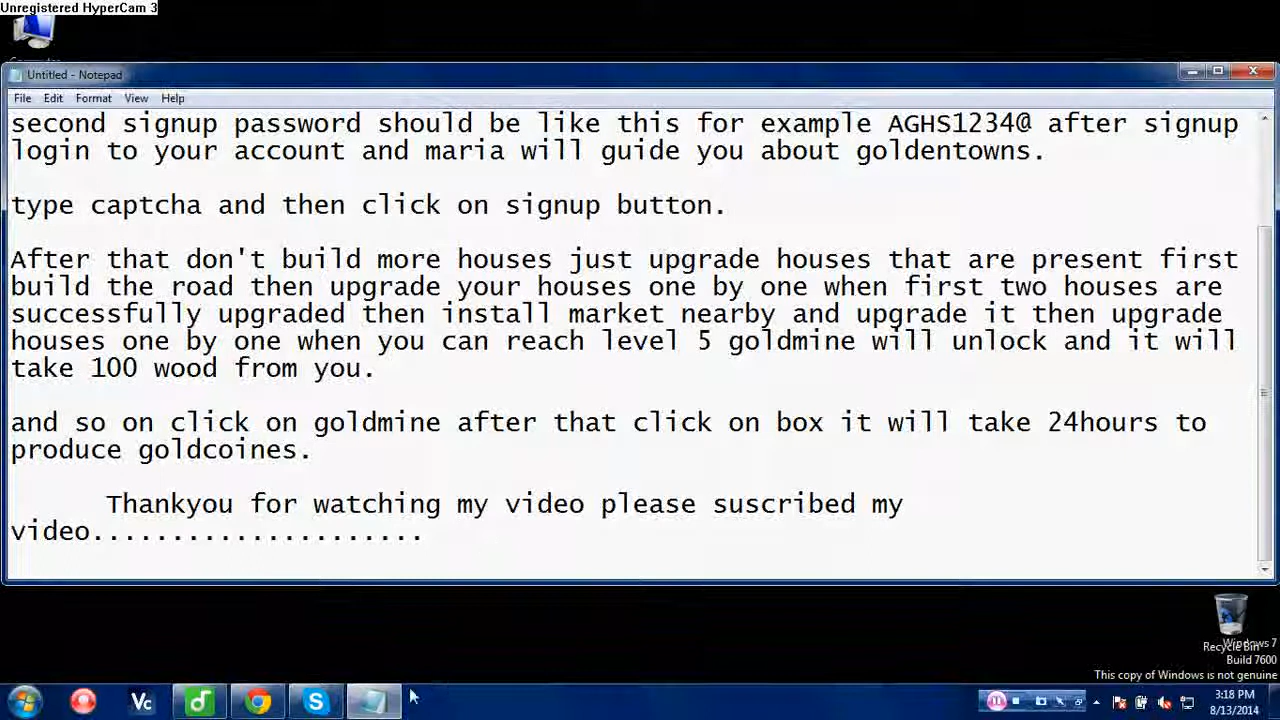 Unregistered HyperCam 3
Untitled - Notepad
File Edit Format View Help
second signup password should be like this for example AGHS1234@ after signup
login to your account and maria will guide you about goldentowns.
type captcha and then click on signup button.
After that don't build more houses just upgrade houses that are present first
build the road then upgrade your houses one by one when first two houses are
successfully upgraded then install market nearby and upgrade it then upgrade
houses one by one when you can reach level 5 goldmine will unlock and it will
take 100 wood from you.
and so on click on goldmine after that click on box it will take 24hours to
produce goldcoines.
Thankyou for watching my video please suscribed my
video.....................
Recycle Bin
Windows 7
Build 7600
This copy of Windows is not genuine
Vc
3:18 PM
8/13/2014